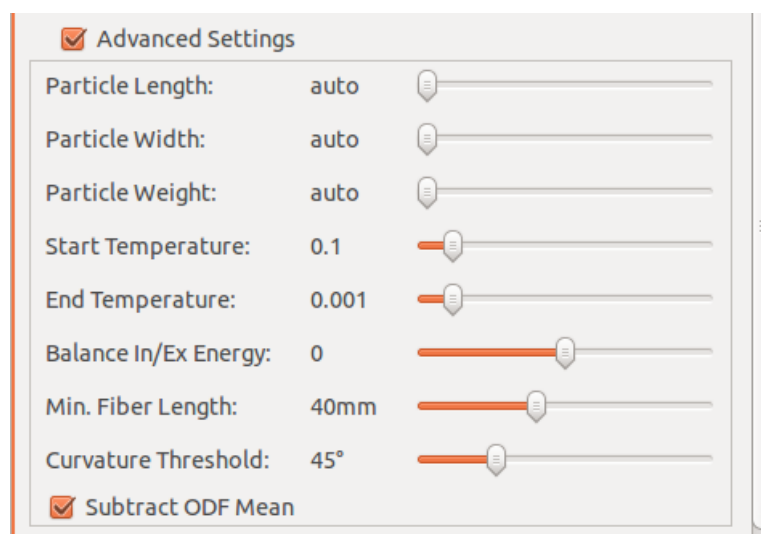 Advanced Settings
Particle Length: auto
Particle Width: auto
Particle Weight: auto
Start Temperature: 0.1
End Temperature: 0.001
Balance In/Ex Energy: 0
Min. Fiber Length: 40mm
Curvature Threshold: 45°
Subtract ODF Mean